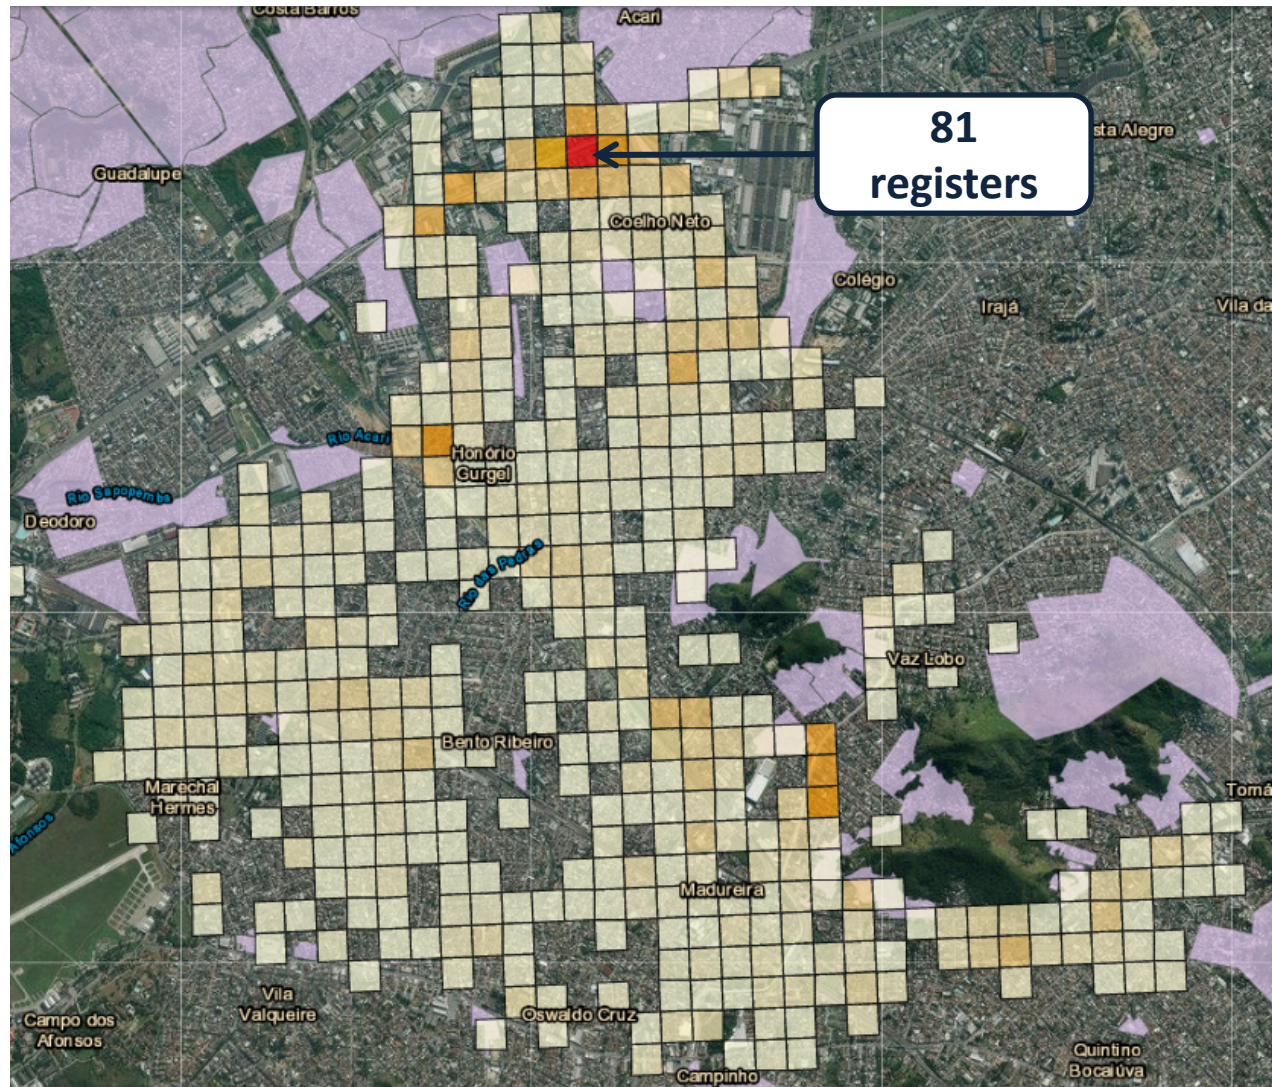 Costa Barros
Acari
81
registers
sta Alegre
Guadalupe
Coelho Neto
Colégio
Irajá
Vila da
Rio Acari
Honório
Gurgel
Rio Sapopemba
Deodoro
Rio das Pedras
Vaz Lobo
Bento Ribeiro
Marechal
Hermes
Tomá
Afonsos
Madureira
Vila
Valqueire
Oswaldo Cruz
Campo dos
Afonsos
Quintino
Bocaiúva
Campinho